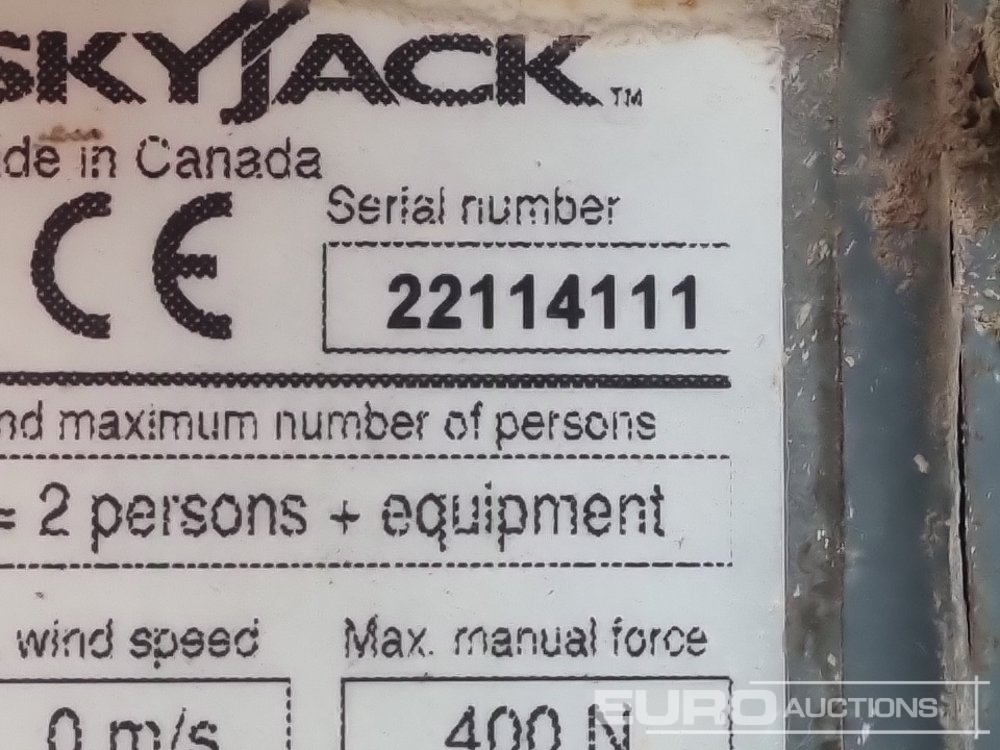 SKYJACK™
de in Canada
CE
Serial number
22114111
nd maximum number of persons
= 2 persons + equipment
wind speed
Max. manual force
0 m/s
400 N
EURO AUCTIONS